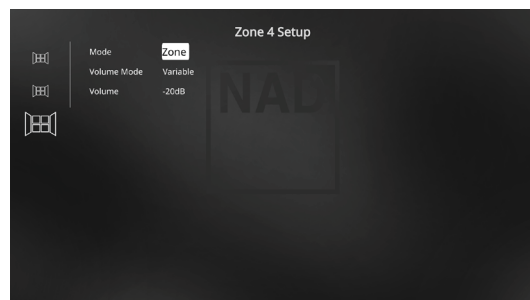 Zone 4 Setup
Mode Zone
Volume Mode Variable
Volume -20dB
NAD